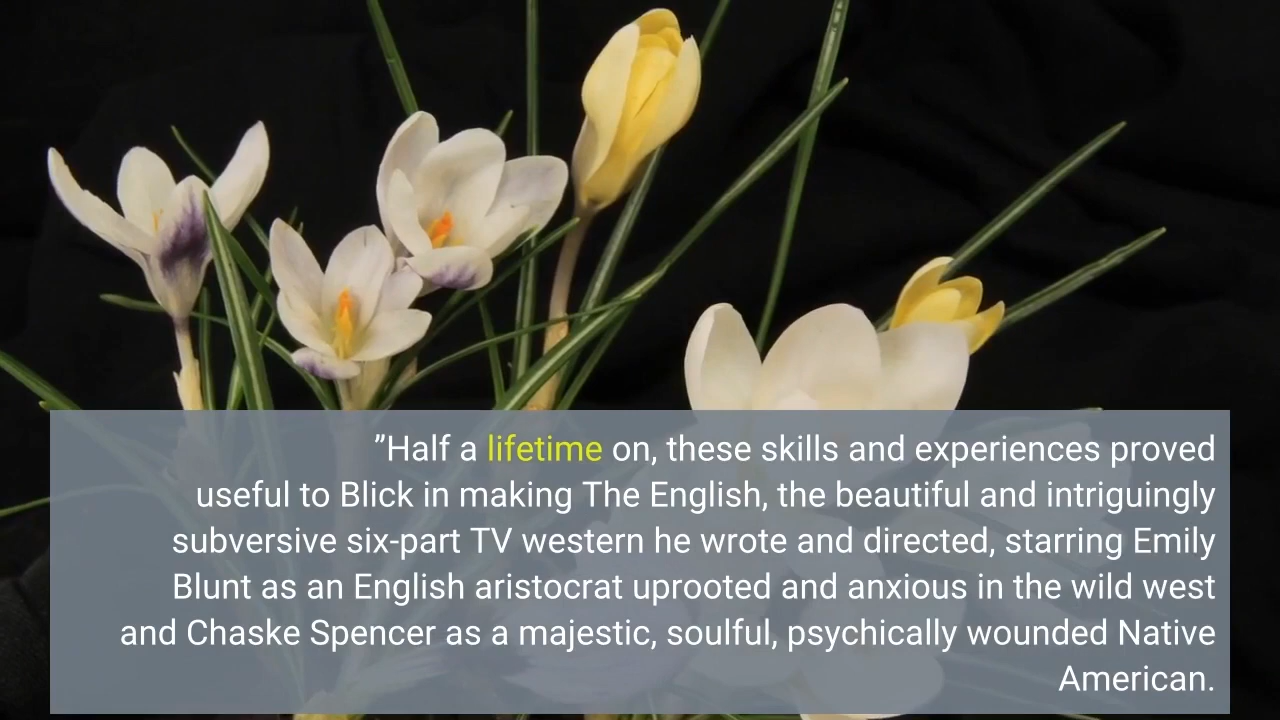 ”Half a lifetime on, these skills and experiences proved
useful to Blick in making The English, the beautiful and intriguingly
subversive six-part TV western he wrote and directed, starring Emily
Blunt as an English aristocrat uprooted and anxious in the wild west
and Chaske Spencer as a majestic, soulful, psychically wounded Native
American.